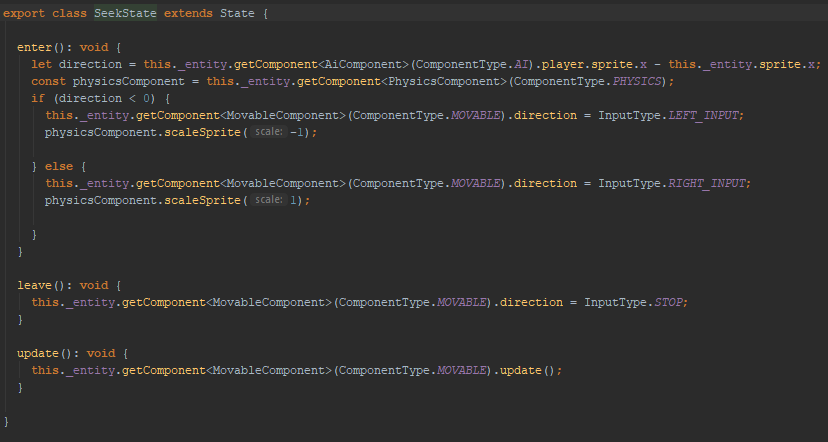 export class SeekState extends State {
enter(): void {
let direction = this._entity.getComponent<AiComponent>(ComponentType.AI).player.sprite.x - this._entity.sprite.x;
const physicsComponent = this._entity.getComponent<PhysicsComponent>(ComponentType.PHYSICS);
if (direction < 0) {
this._entity.getComponent<MovableComponent>(ComponentType.MOVABLE).direction = InputType.LEFT_INPUT;
physicsComponent.scaleSprite( scale: -1);
} else {
this._entity.getComponent<MovableComponent>(ComponentType.MOVABLE).direction = InputType.RIGHT_INPUT;
physicsComponent.scaleSprite( scale: 1);
}
}
leave(): void {
this._entity.getComponent<MovableComponent>(ComponentType.MOVABLE).direction = InputType.STOP;
}
update(): void {
this._entity.getComponent<MovableComponent>(ComponentType.MOVABLE).update();
}
}